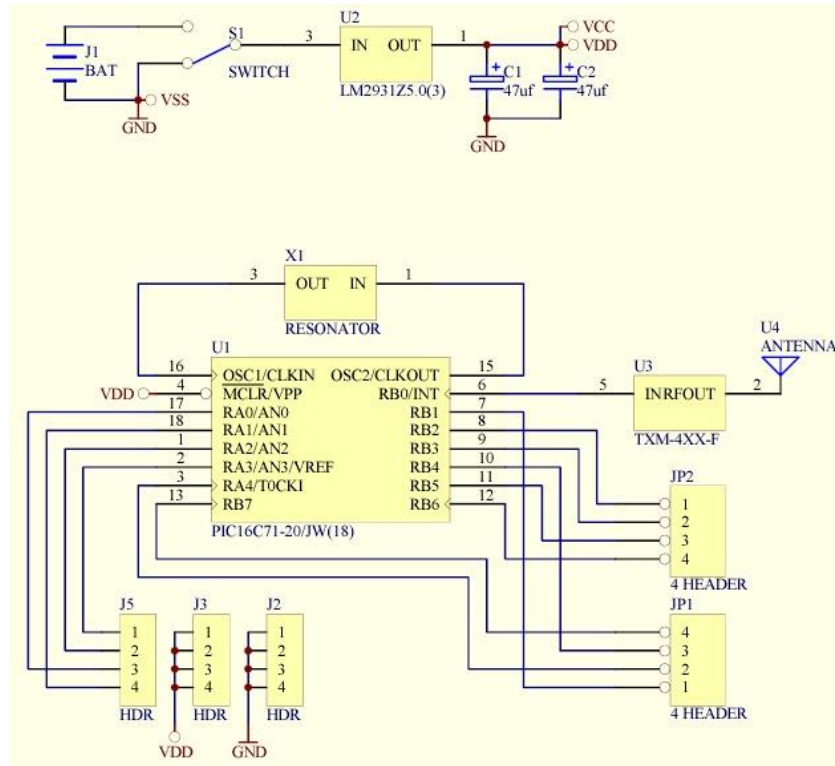 U2
VCC
S1
3
IN OUT
1
VDD
J1
C1
C2
BAT
SWITCH
LM2931Z5.0(3)
47uf
47uf
VSS
GND
GND
X1
3
OUT IN
1
RESONATOR
U4
ANTENNA
U1
U3
16
OSC1/CLKIN
OSC2/CLKOUT
15
VDD
4
MCLR/VPP
RB0/INT
6
5
INRFOUT
2
17
RA0/AN0
RB1
7
18
RA1/AN1
RB2
8
TXM-4XX-F
1
RA2/AN2
RB3
9
2
RA3/AN3/VREF
RB4
10
3
RA4/T0CKI
RB5
11
13
RB7
RB6
12
PIC16C71-20/JW(18)
JP2
1
2
3
4
4 HEADER
JP1
4
3
2
1
4 HEADER
J5
1
2
3
4
HDR
J3
1
2
3
4
HDR
VDD
J2
1
2
3
4
HDR
GND